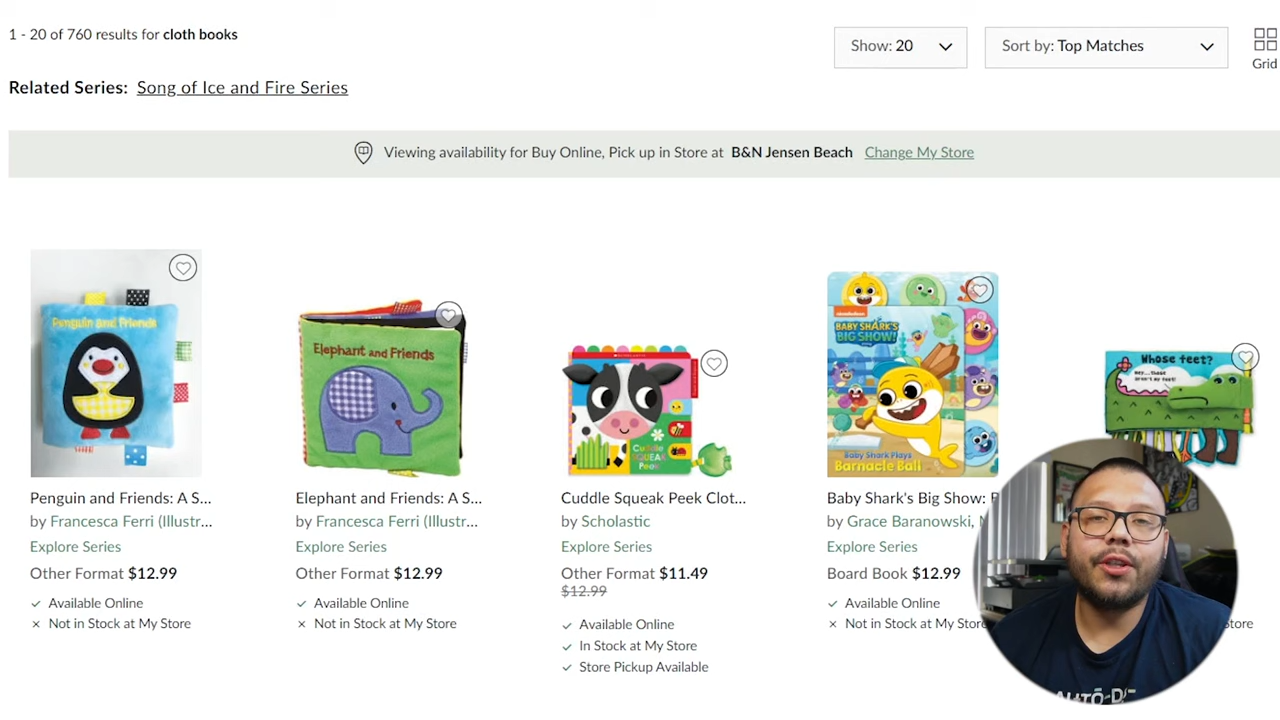 1 - 20 of 760 results for cloth books
Show: 20
Sort by: Top Matches
Grid
Related Series: Song of Ice and Fire Series
Viewing availability for Buy Online, Pick up in Store at B&N Jensen Beach Change My Store
Penguin and Friends
Elephant and Friends
SCHOLASTIC
Cuddle
SQUEAK
Peek
nickelodeon
BABY SHARK'S
BIG SHOW!
Baby Shark Plays
Barnacle Ball
Whose feet?
Hey...those
aren't my feet!
Penguin and Friends: A S...
by Francesca Ferri (Illustr...
Explore Series
Other Format $12.99
Available Online
Not in Stock at My Store
Elephant and Friends: A S...
by Francesca Ferri (Illustr...
Explore Series
Other Format $12.99
Available Online
Not in Stock at My Store
Cuddle Squeak Peek Clot...
by Scholastic
Explore Series
Other Format $11.49
$12.99
Available Online
In Stock at My Store
Store Pickup Available
Baby Shark's Big Show:
by Grace Baranowski,
Explore Series
Board Book $12.99
Available Online
Not in Stock at My Store
Store